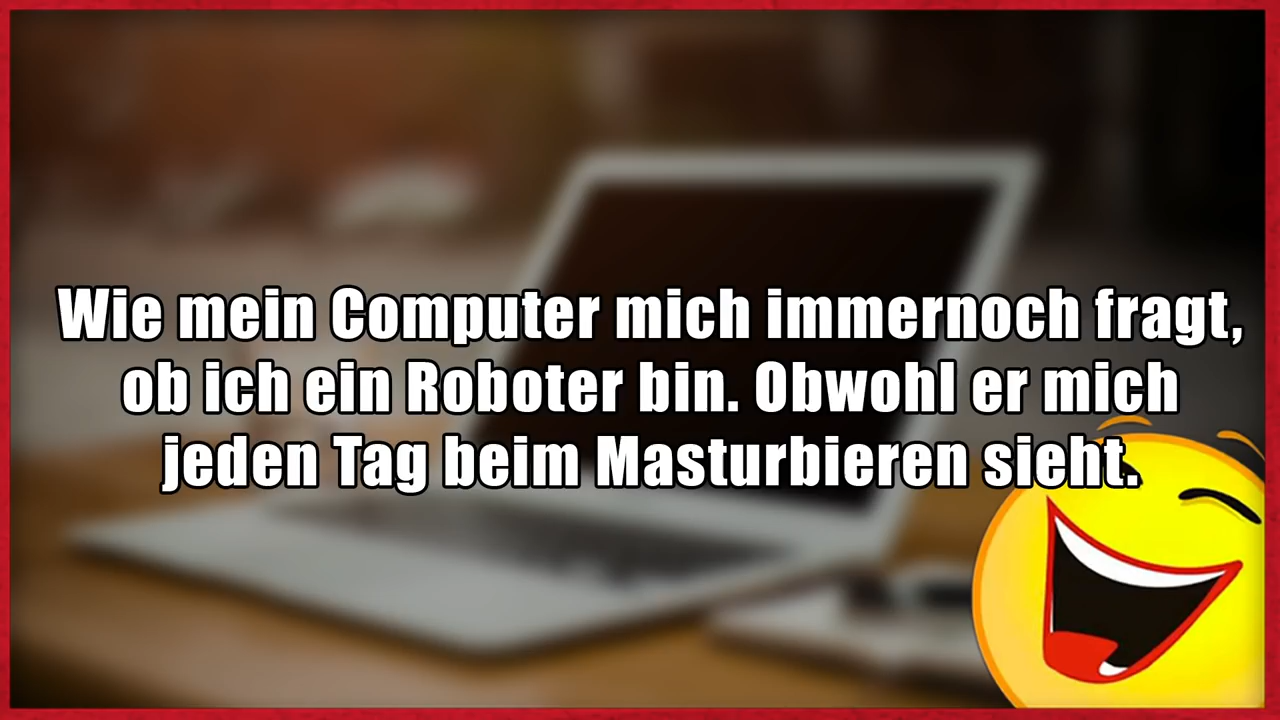 Wie mein Computer mich immernoch fragt,
ob ich ein Roboter bin. Obwohl er mich
jeden Tag beim Masturbieren sieht.